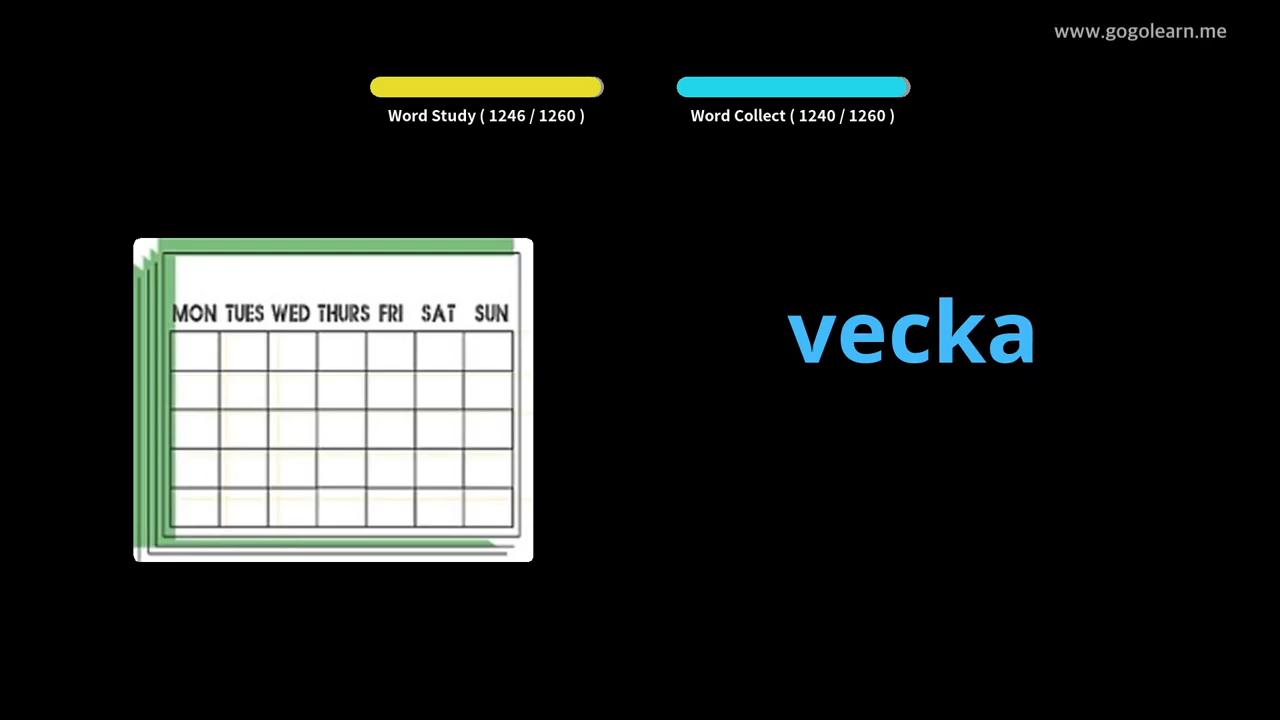 www.gogolearn.me
Word Study ( 1246 / 1260 )
Word Collect ( 1240 / 1260 )
MON TUES WED THURS FRI SAT SUN
vecka